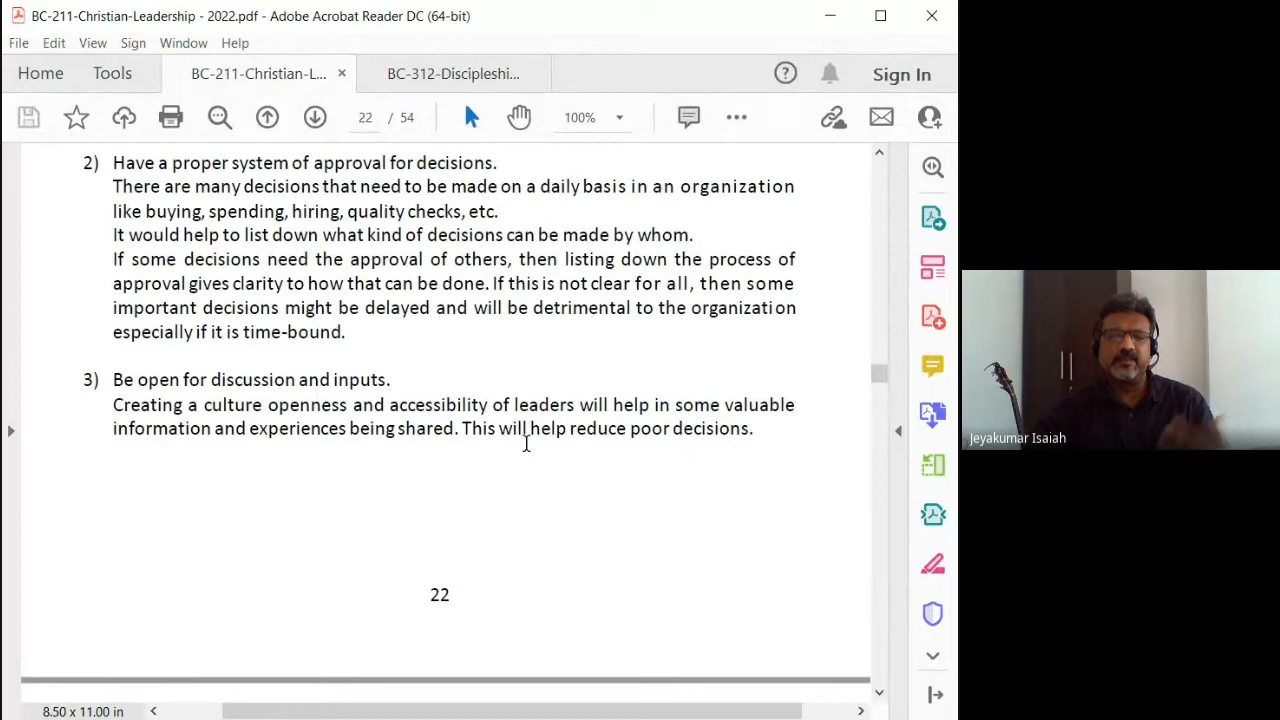 BC-211-Christian-Leadership - 2022.pdf - Adobe Acrobat Reader DC (64-bit)
File Edit View Sign Window Help
Home Tools BC-211-Christian-L... × BC-312-Discipleshi... Sign In
22 / 54 100%
2) Have a proper system of approval for decisions.
There are many decisions that need to be made on a daily basis in an organization
like buying, spending, hiring, quality checks, etc.
It would help to list down what kind of decisions can be made by whom.
If some decisions need the approval of others, then listing down the process of
approval gives clarity to how that can be done. If this is not clear for all, then some
important decisions might be delayed and will be detrimental to the organization
especially if it is time-bound.
3) Be open for discussion and inputs.
Creating a culture openness and accessibility of leaders will help in some valuable
information and experiences being shared. This will help reduce poor decisions.
22
8.50 x 11.00 in
Jeyakumar Isaiah